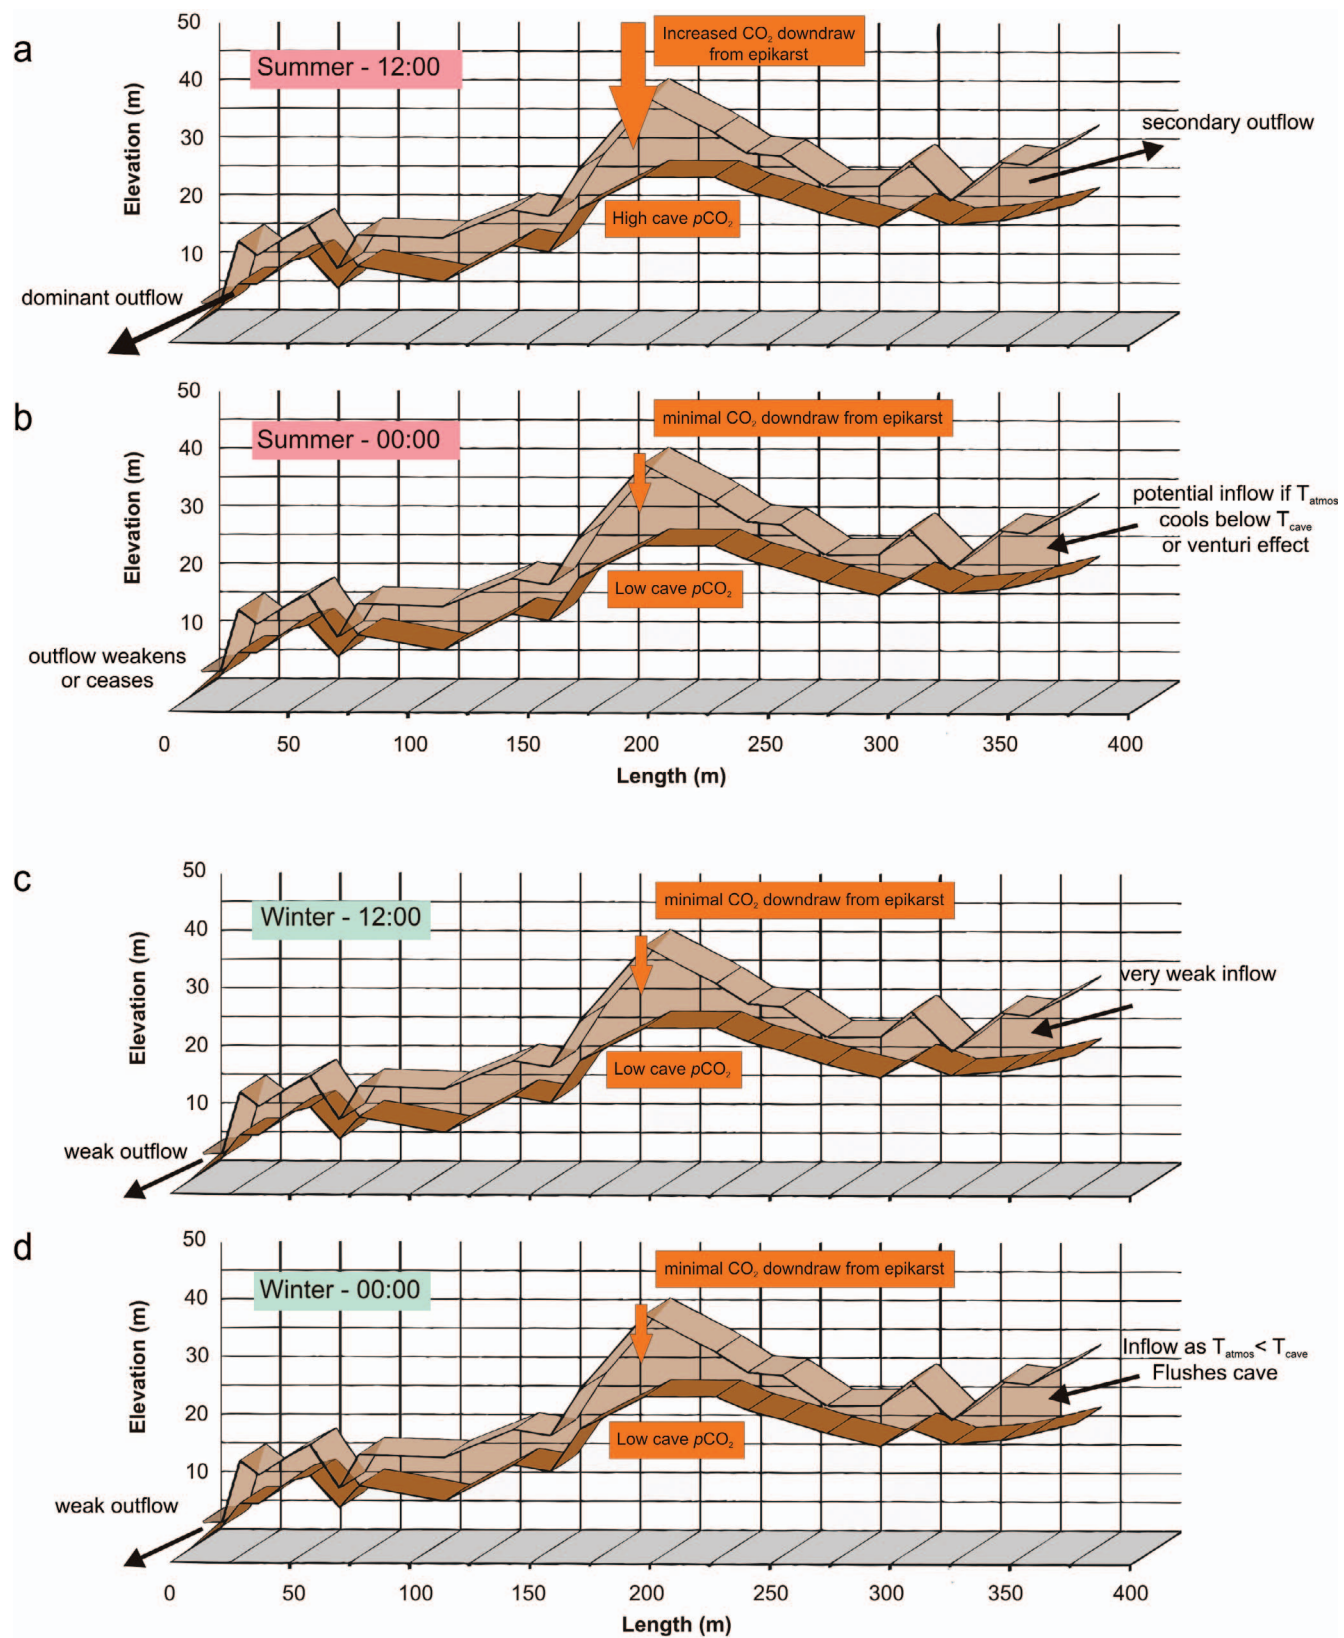 a
Summer - 12:00
Increased CO₂ downdraw
from epikarst
secondary outflow
High cave pCO₂
dominant outflow
Elevation (m)
50
40
30
20
10
b
Summer - 00:00
minimal CO₂ downdraw from epikarst
potential inflow if Tatmos
cools below Tcave
or venturi effect
Low cave pCO₂
outflow weakens
or ceases
Elevation (m)
50
40
30
20
10
0 50 100 150 200 250 300 350 400
Length (m)
c
Winter - 12:00
minimal CO₂ downdraw from epikarst
very weak inflow
Low cave pCO₂
weak outflow
Elevation (m)
50
40
30
20
10
d
Winter - 00:00
minimal CO₂ downdraw from epikarst
Inflow as Tatmos< Tcave
Flushes cave
Low cave pCO₂
weak outflow
Elevation (m)
50
40
30
20
10
0 50 100 150 200 250 300 350 400
Length (m)